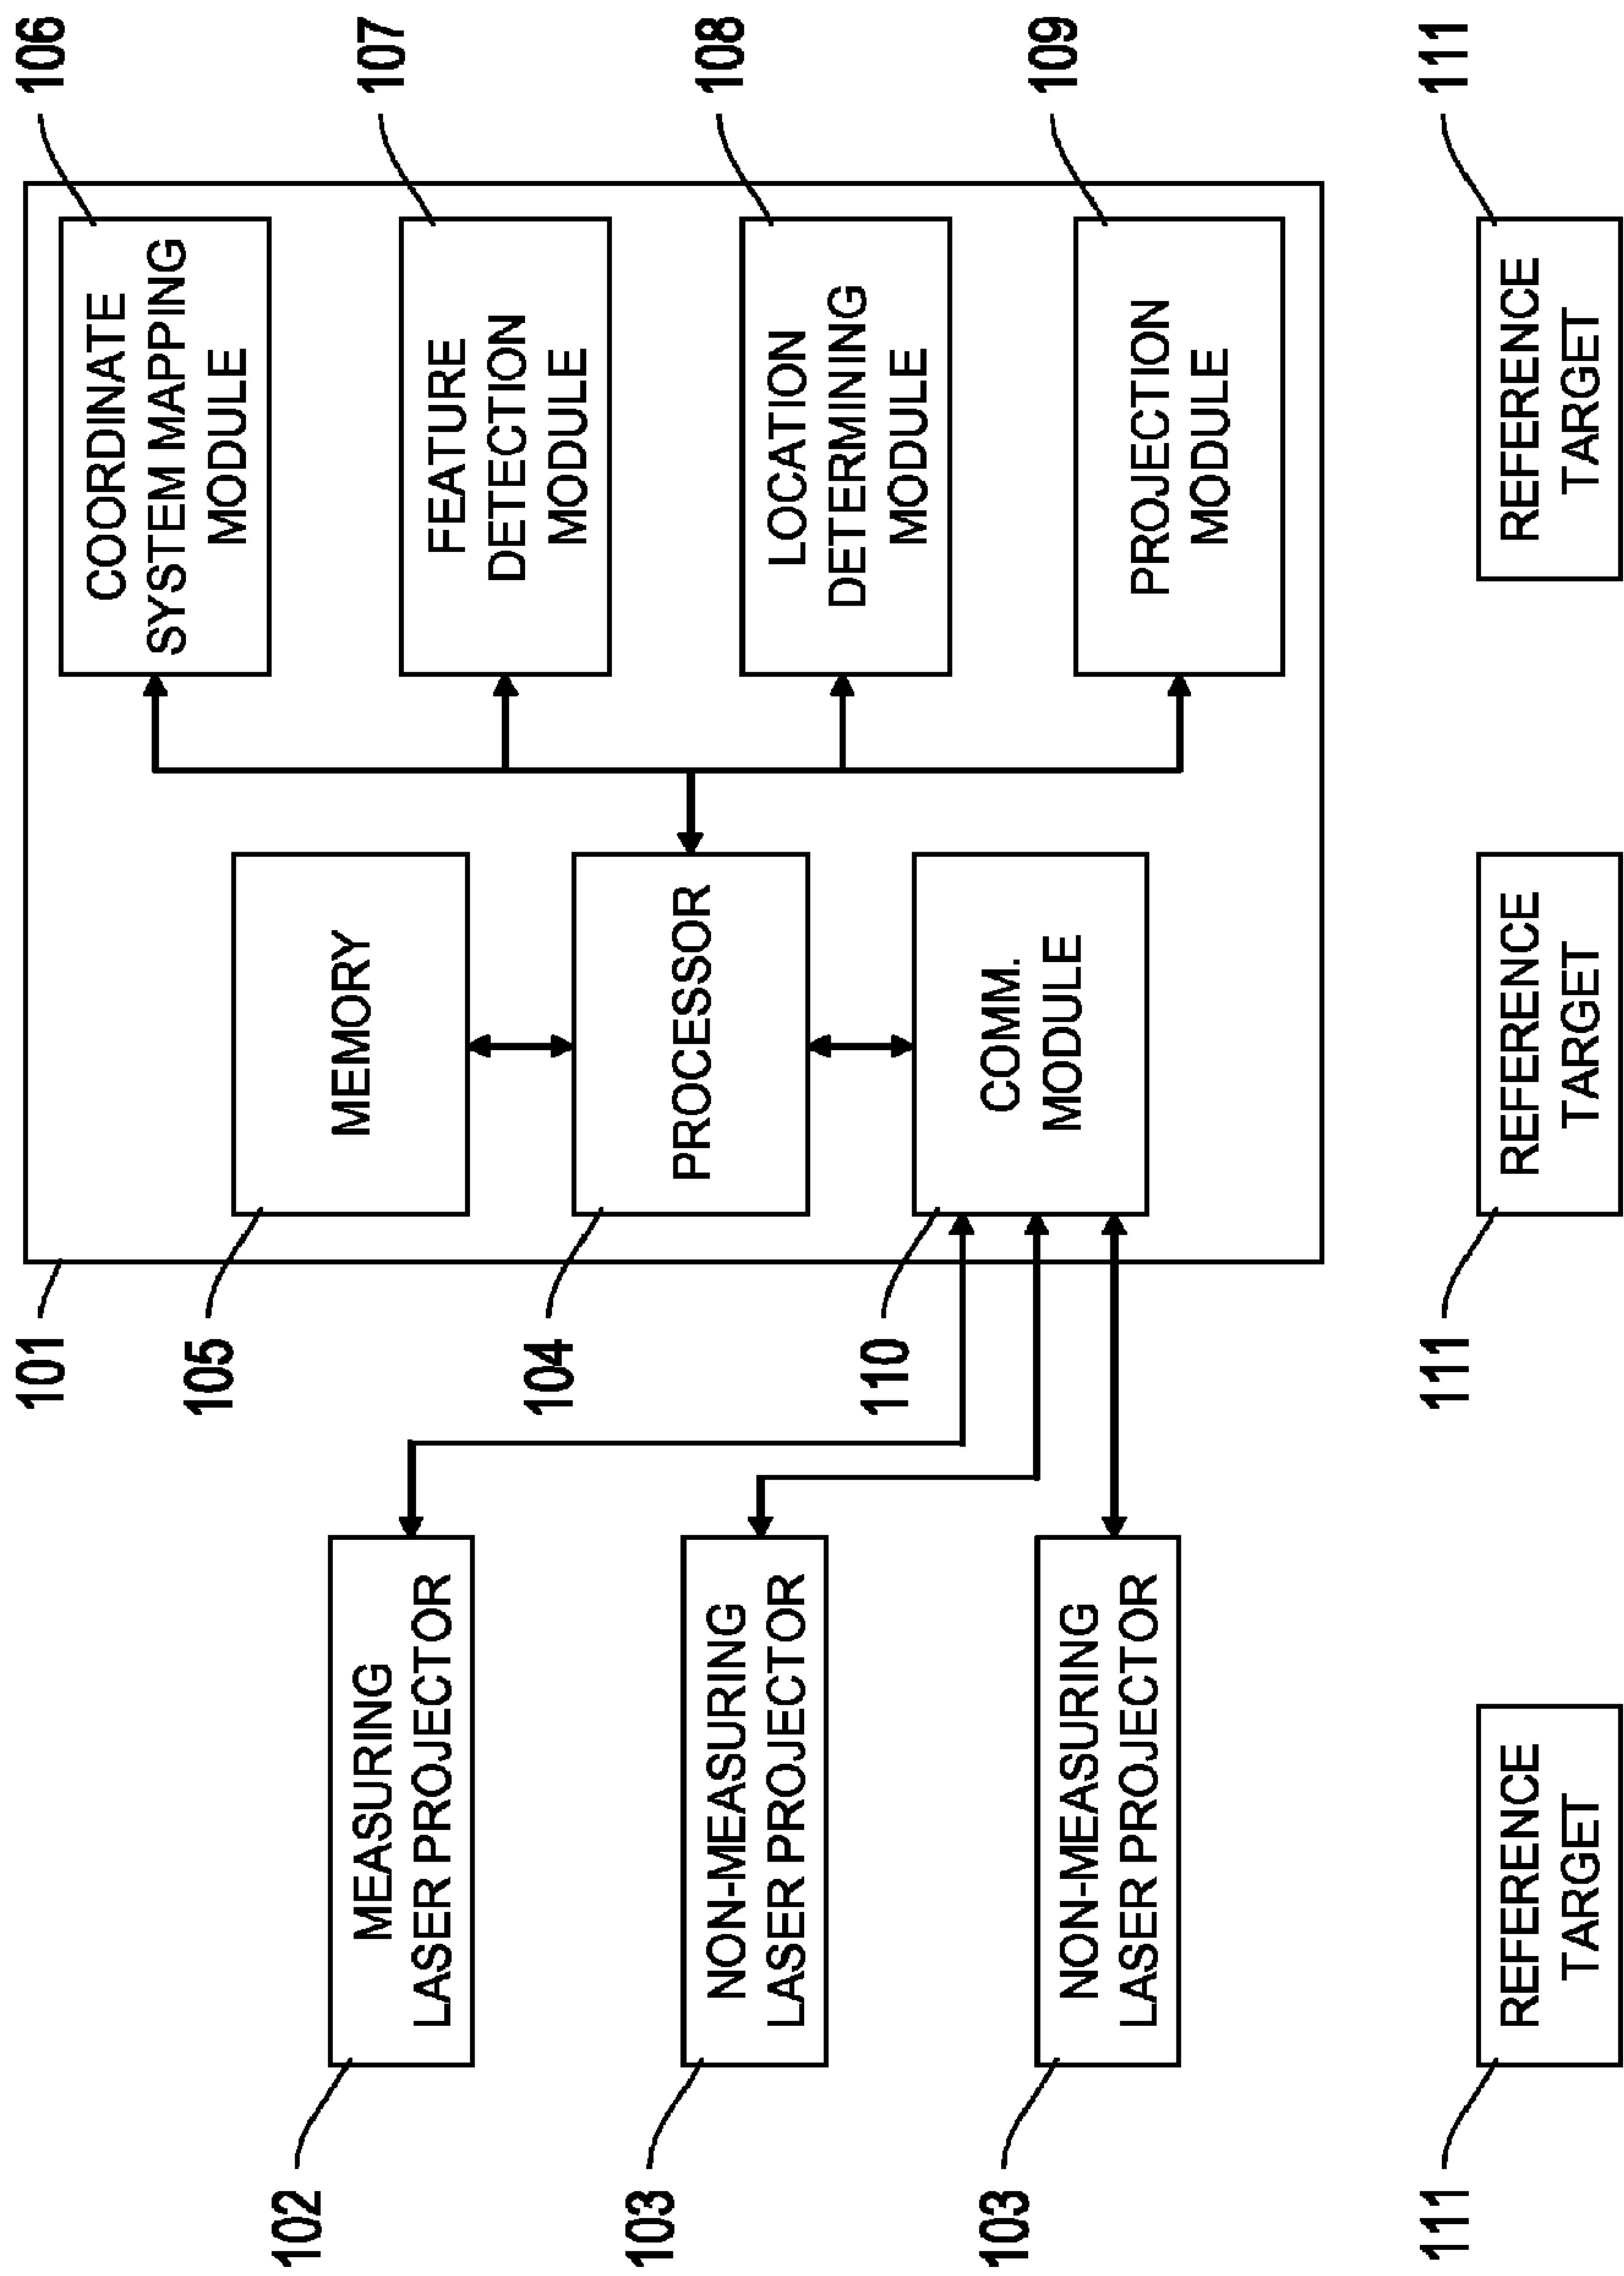 101
106
COORDINATE
SYSTEM MAPPING
MODULE
105
MEMORY
107
FEATURE
DETECTION
MODULE
102
MEASURING
LASER PROJECTOR
104
PROCESSOR
108
LOCATION
DETERMINING
MODULE
103
NON-MEASURING
LASER PROJECTOR
110
COMM.
MODULE
109
PROJECTION
MODULE
103
NON-MEASURING
LASER PROJECTOR
111
REFERENCE
TARGET
111
REFERENCE
TARGET
111
REFERENCE
TARGET